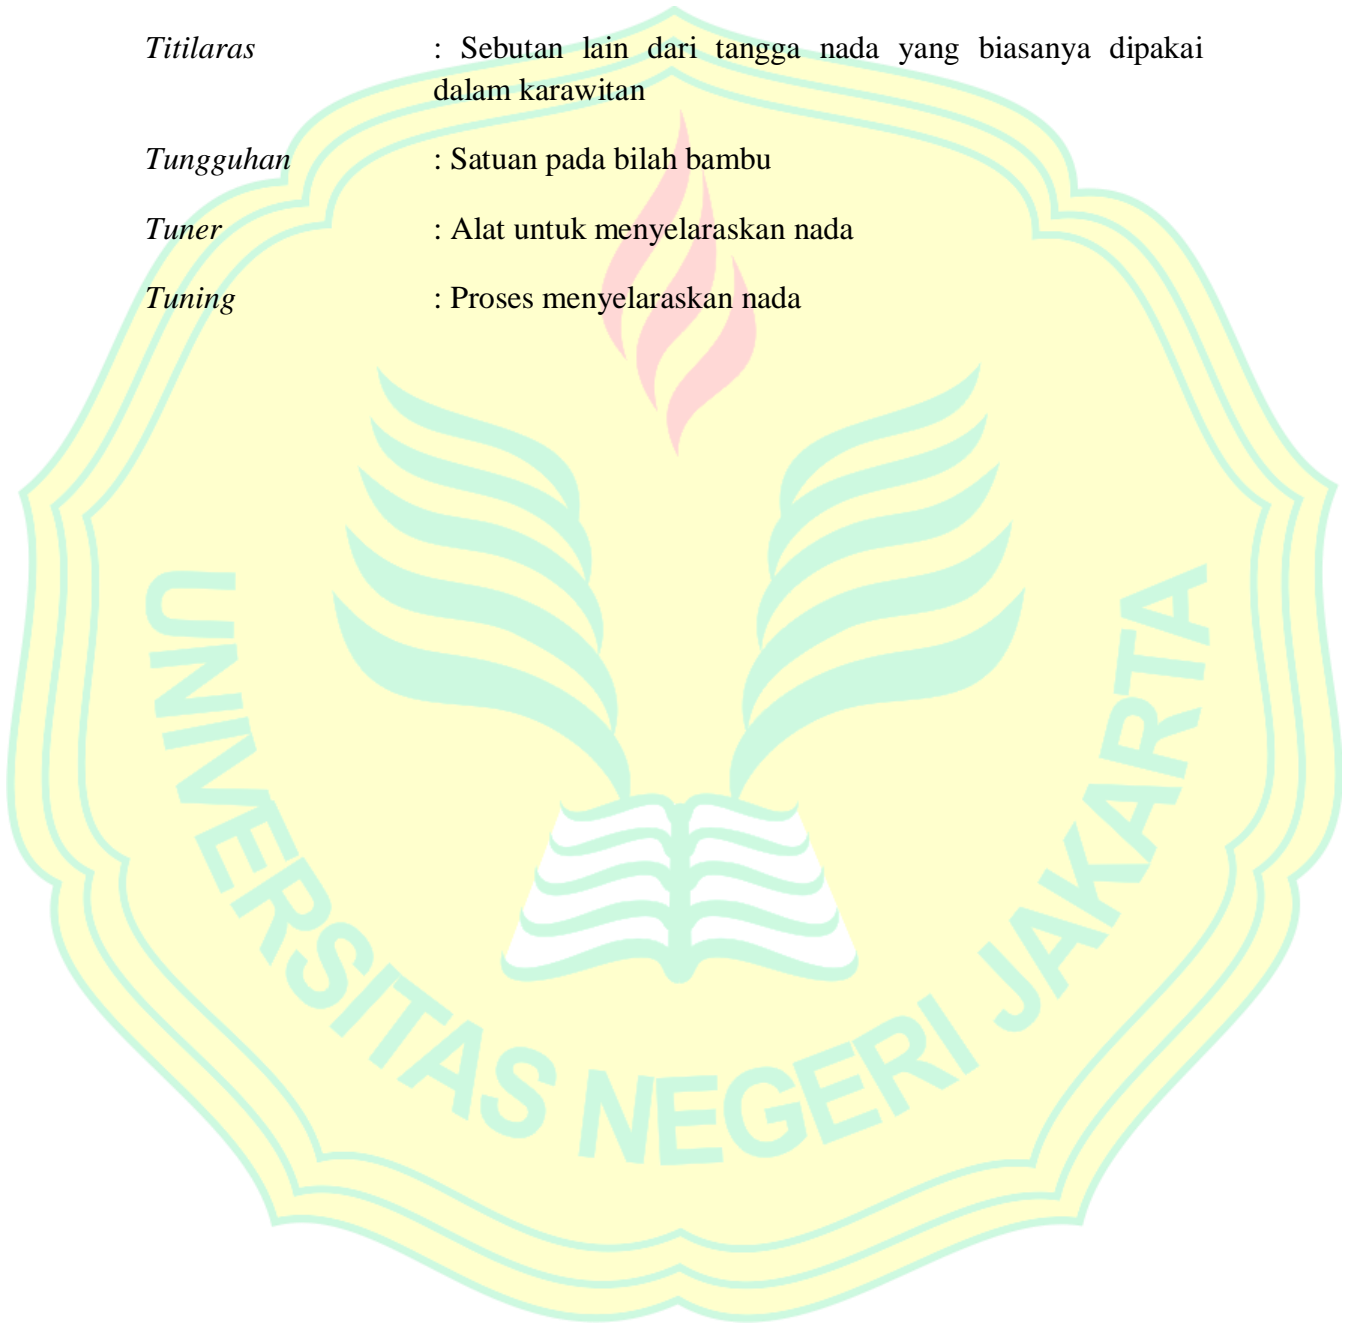 Titilaras : Sebutan lain dari tangga nada yang biasanya dipakai
dalam karawitan
Tungguhan : Satuan pada bilah bambu
Tuner : Alat untuk menyelaraskan nada
Tuning : Proses menyelaraskan nada
UNIVERSITAS NEGERI JAKARTA